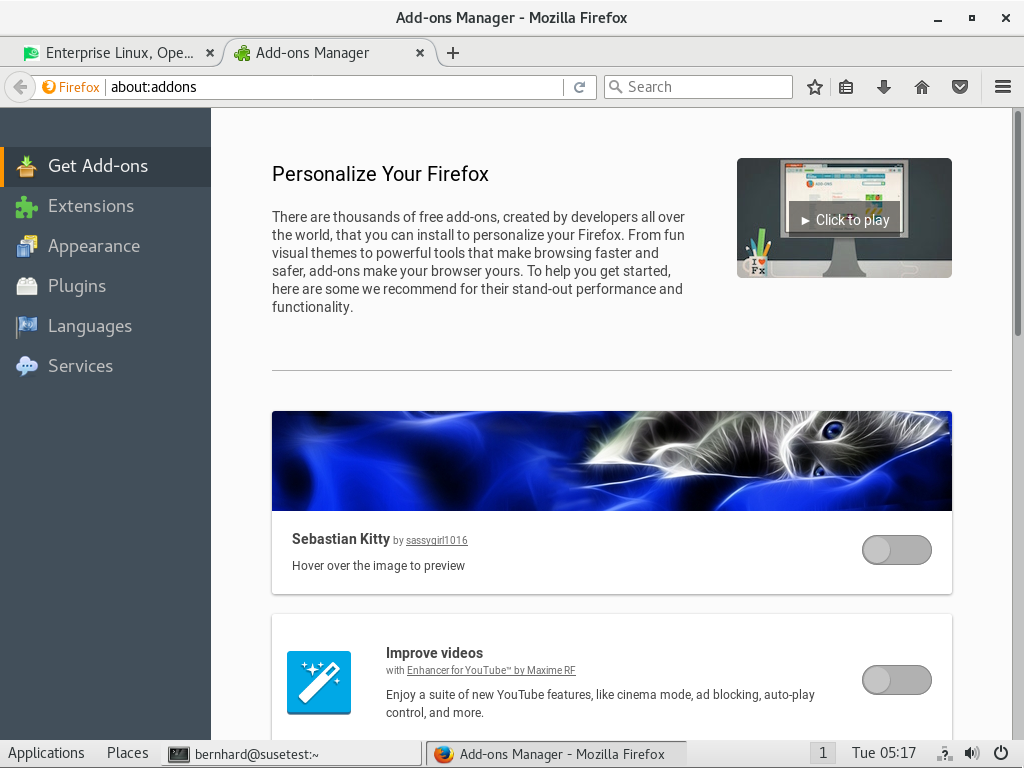 Add-ons Manager - Mozilla Firefox
Enterprise Linux, Ope...
Add-ons Manager
Firefox
about:addons
Search
Get Add-ons
Extensions
Appearance
Plugins
Languages
Services
Personalize Your Firefox
There are thousands of free add-ons, created by developers all over
the world, that you can install to personalize your Firefox. From fun
visual themes to powerful tools that make browsing faster and
safer, add-ons make your browser yours. To help you get started,
here are some we recommend for their stand-out performance and
functionality.
ADD-ONS
► Click to play
I ♥
Fx
Sebastian Kitty by sassygirl1016
Hover over the image to preview
Improve videos
with Enhancer for YouTube™ by Maxime RF
Enjoy a suite of new YouTube features, like cinema mode, ad blocking, auto-play
control, and more.
Applications Places bernhard@susetest:~ Add-ons Manager - Mozilla Firefox 1 Tue 05:17